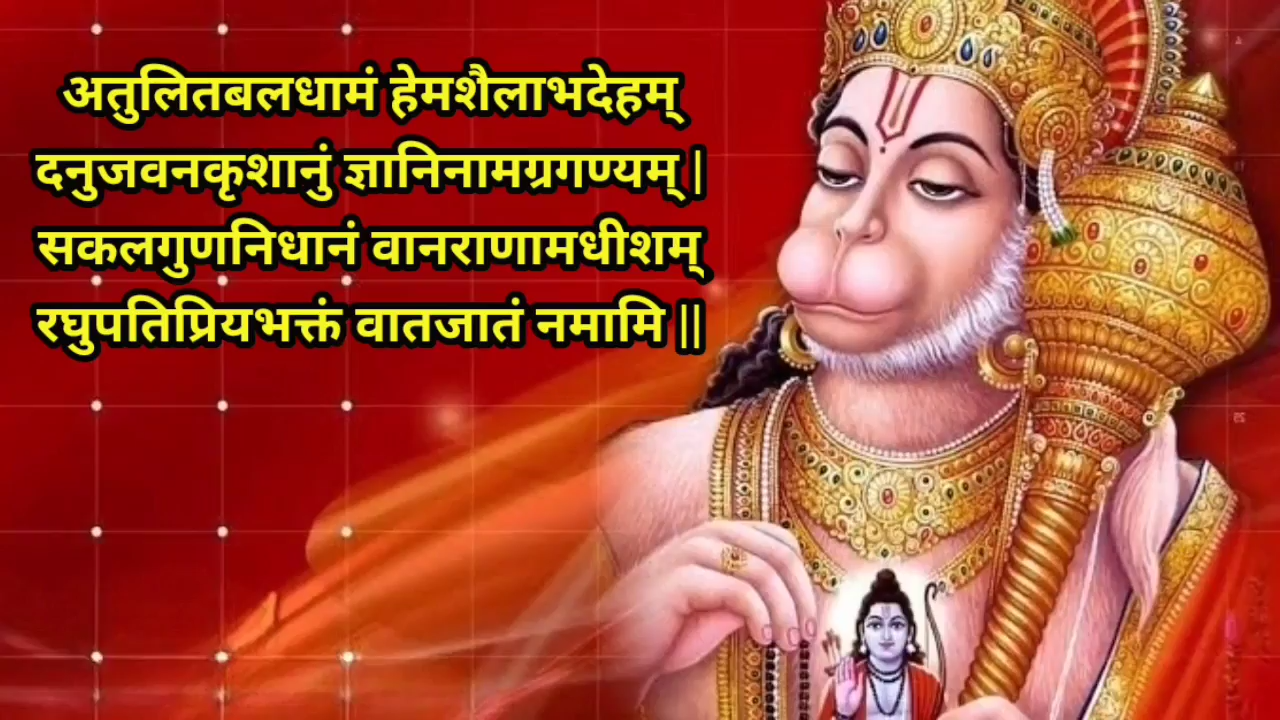 अतुलितबलधामं हेमशैलाभदेहम्
दनुजवनकृशानुं ज्ञानिनामग्रगण्यम् |
सकलगुणनिधानं वानराणामधीशम्
रघुपतिप्रियभक्तं वातजातं नमामि ||